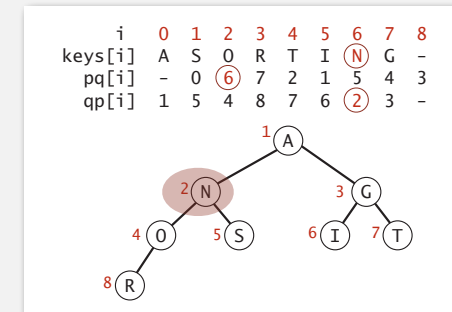 i 0 1 2 3 4 5 6 7 8
keys[i] A S O R T I N G -
pq[i] - 0 6 7 2 1 5 4 3
qp[i] 1 5 4 8 7 6 2 3 -
1 A
2 N 3 G
4 O 5 S 6 I 7 T
8 R